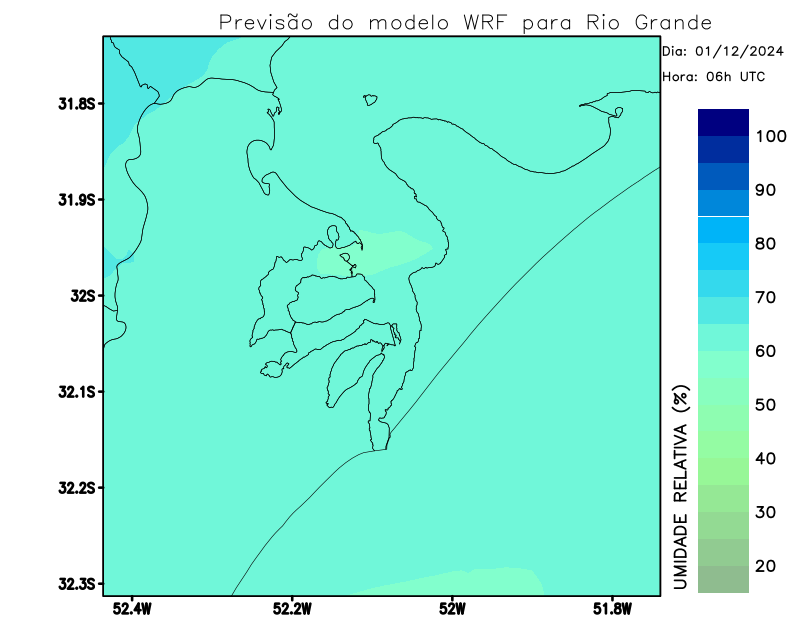 Previsão do modelo WRF para Rio Grande
Dia: 01/12/2024
Hora: 06h UTC
31.8S
31.9S
32S
32.1S
32.2S
32.3S
52.4W
52.2W
52W
51.8W
100
90
80
70
60
50
40
30
20
UMIDADE RELATIVA (%)